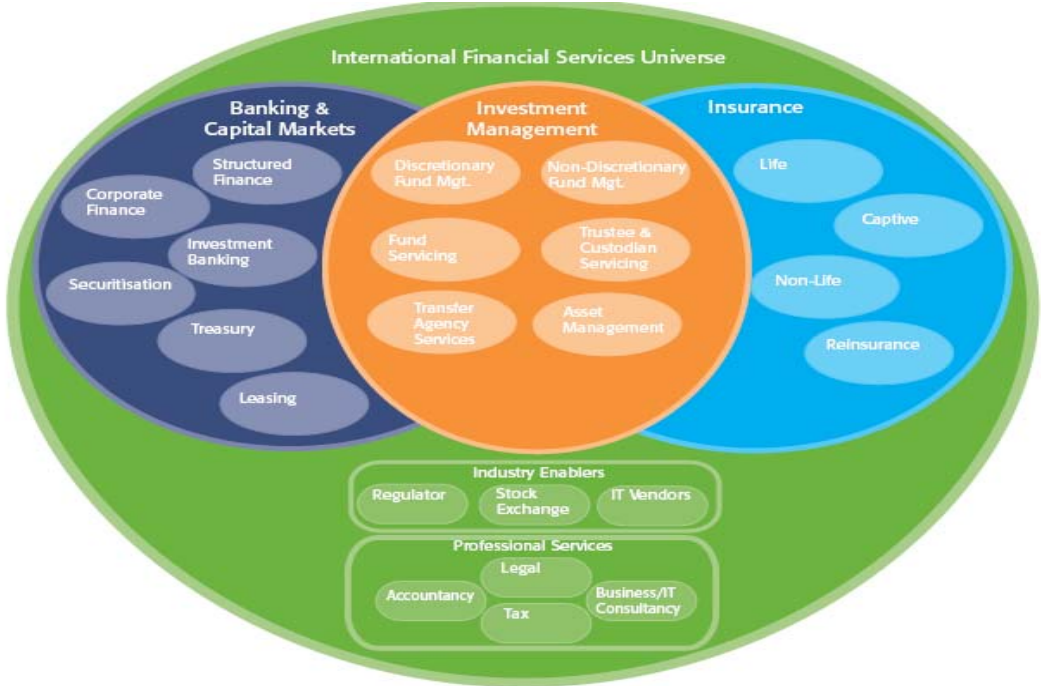 International Financial Services Universe
Banking &
Capital Markets
Structured
Finance
Corporate
Finance
Investment
Banking
Securitisation
Treasury
Leasing
Investment
Management
Discretionary
Fund Mgt.
Non-Discretionary
Fund Mgt.
Fund
Servicing
Trustee &
Custodian
Servicing
Transfer
Agency
Services
Asset
Management
Insurance
Life
Captive
Non-Life
Reinsurance
Industry Enablers
Regulator
Stock
Exchange
IT Vendors
Professional Services
Legal
Accountancy
Business/IT
Consultancy
Tax